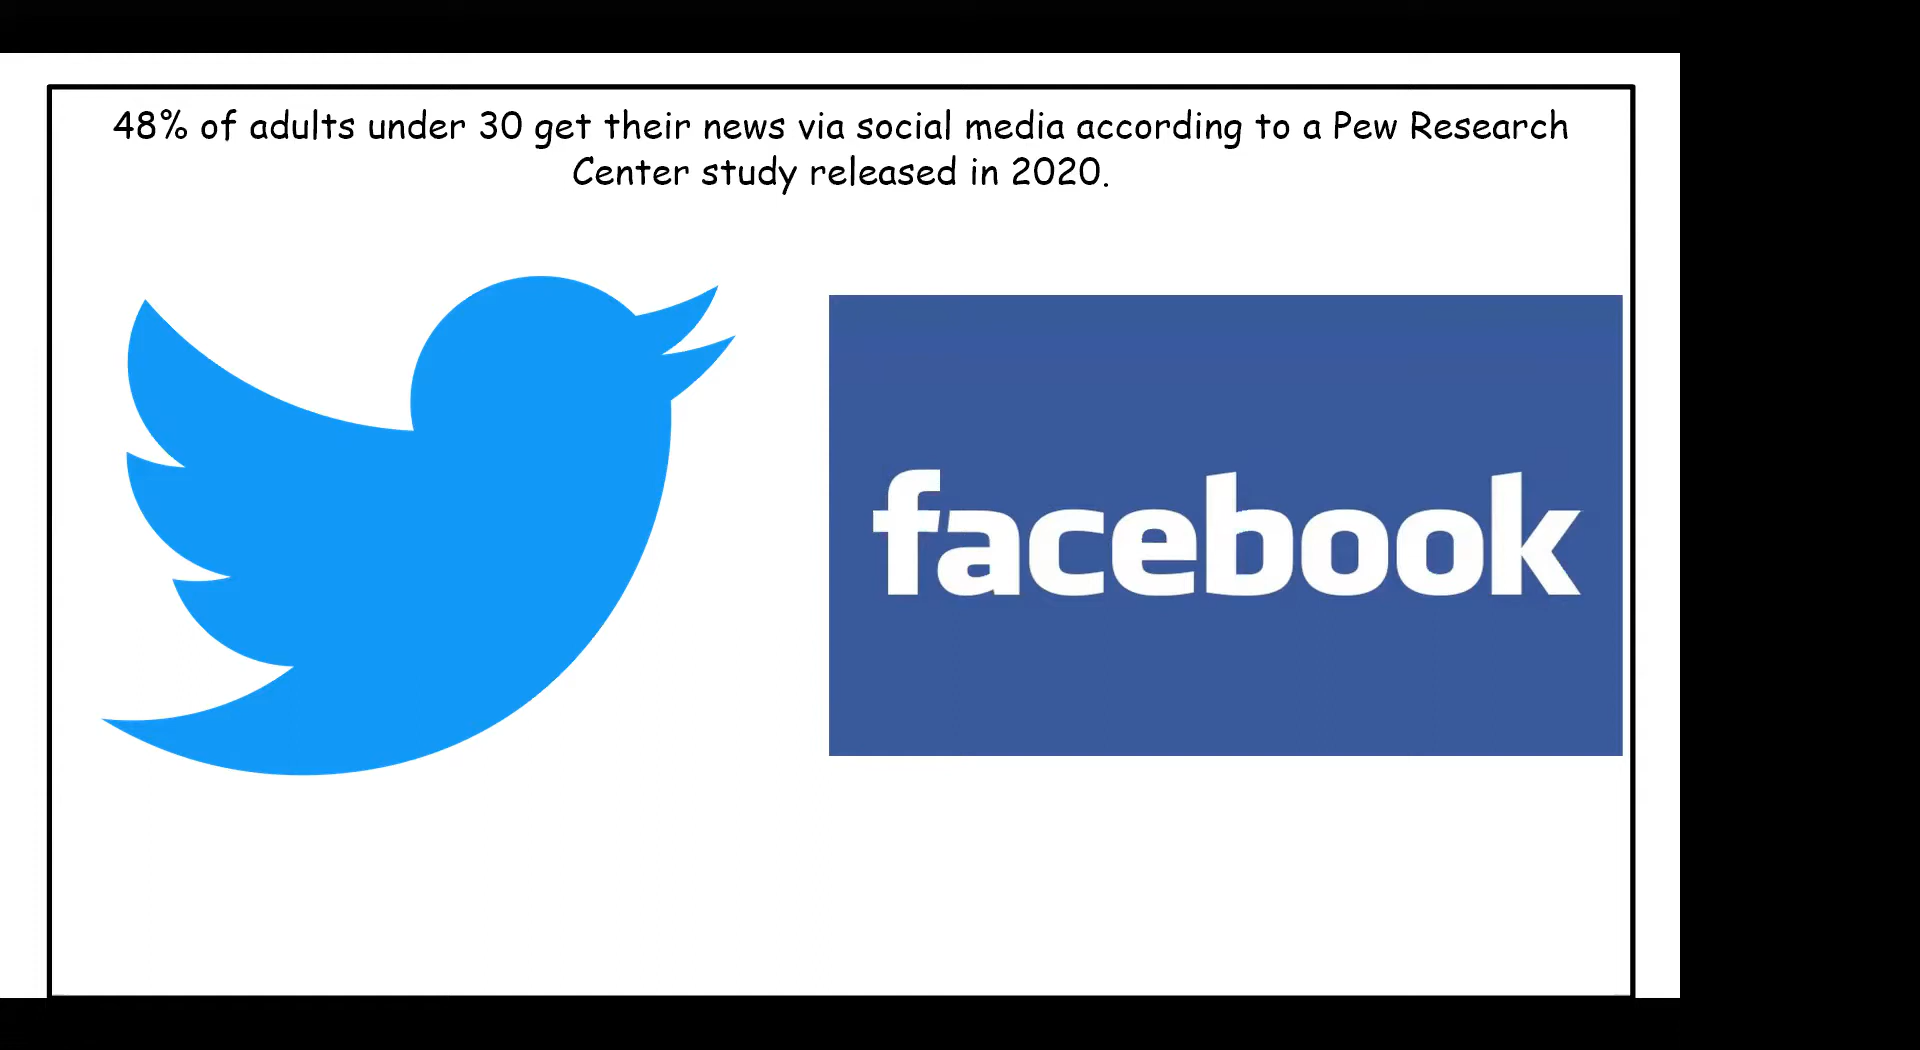 48% of adults under 30 get their news via social media according to a Pew Research
Center study released in 2020.
facebook